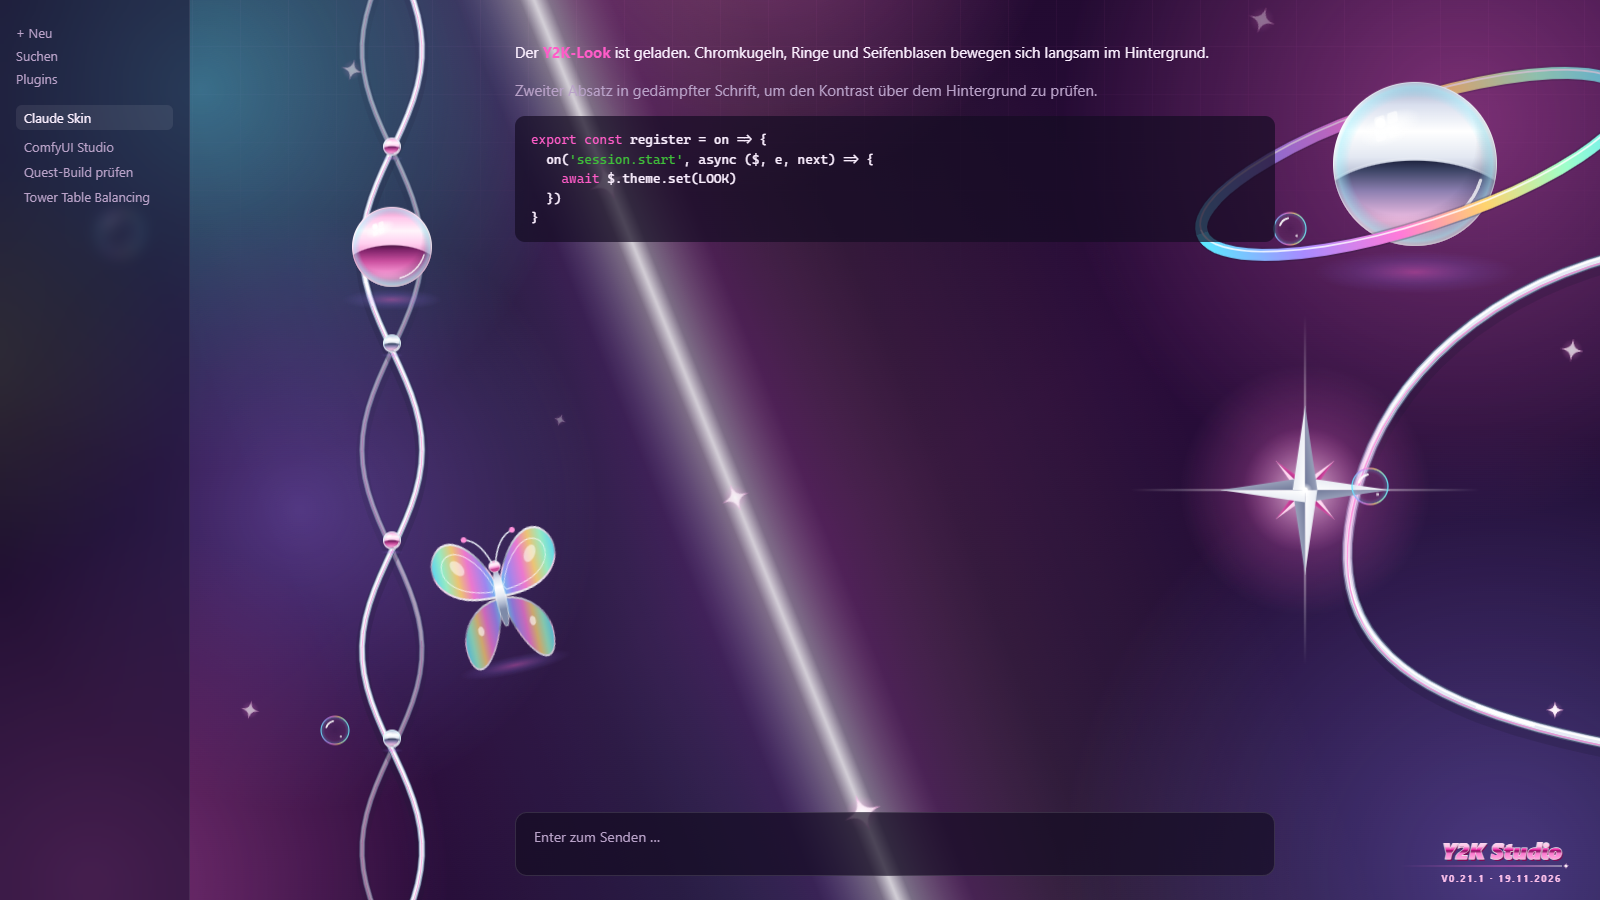 + Neu
Suchen
Plugins
Claude Skin
ComfyUI Studio
Quest-Build prüfen
Tower Table Balancing
Der Y2K-Look ist geladen. Chromkugeln, Ringe und Seifenblasen bewegen sich langsam im Hintergrund.
Zweiter Absatz in gedämpfter Schrift, um den Kontrast über dem Hintergrund zu prüfen.
export const register = on => {
  on('session.start', async ($, e, next) => {
    await $.theme.set(LOOK)
  })
}
Enter zum Senden ...
Y2K Studio
V0.21.1 - 19.11.2026